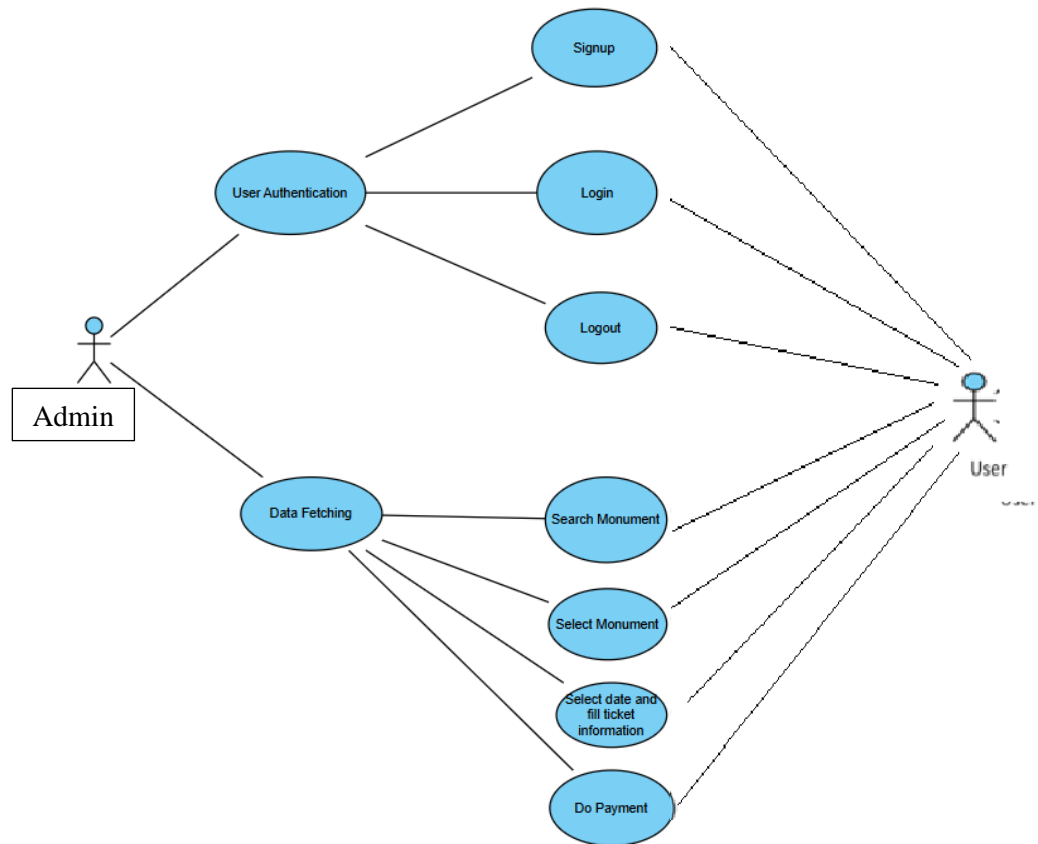 Signup
User Authentication
Login
Logout
Admin
User
Data Fetching
Search Monument
Select Monument
Select date and
fill ticket
information
Do Payment